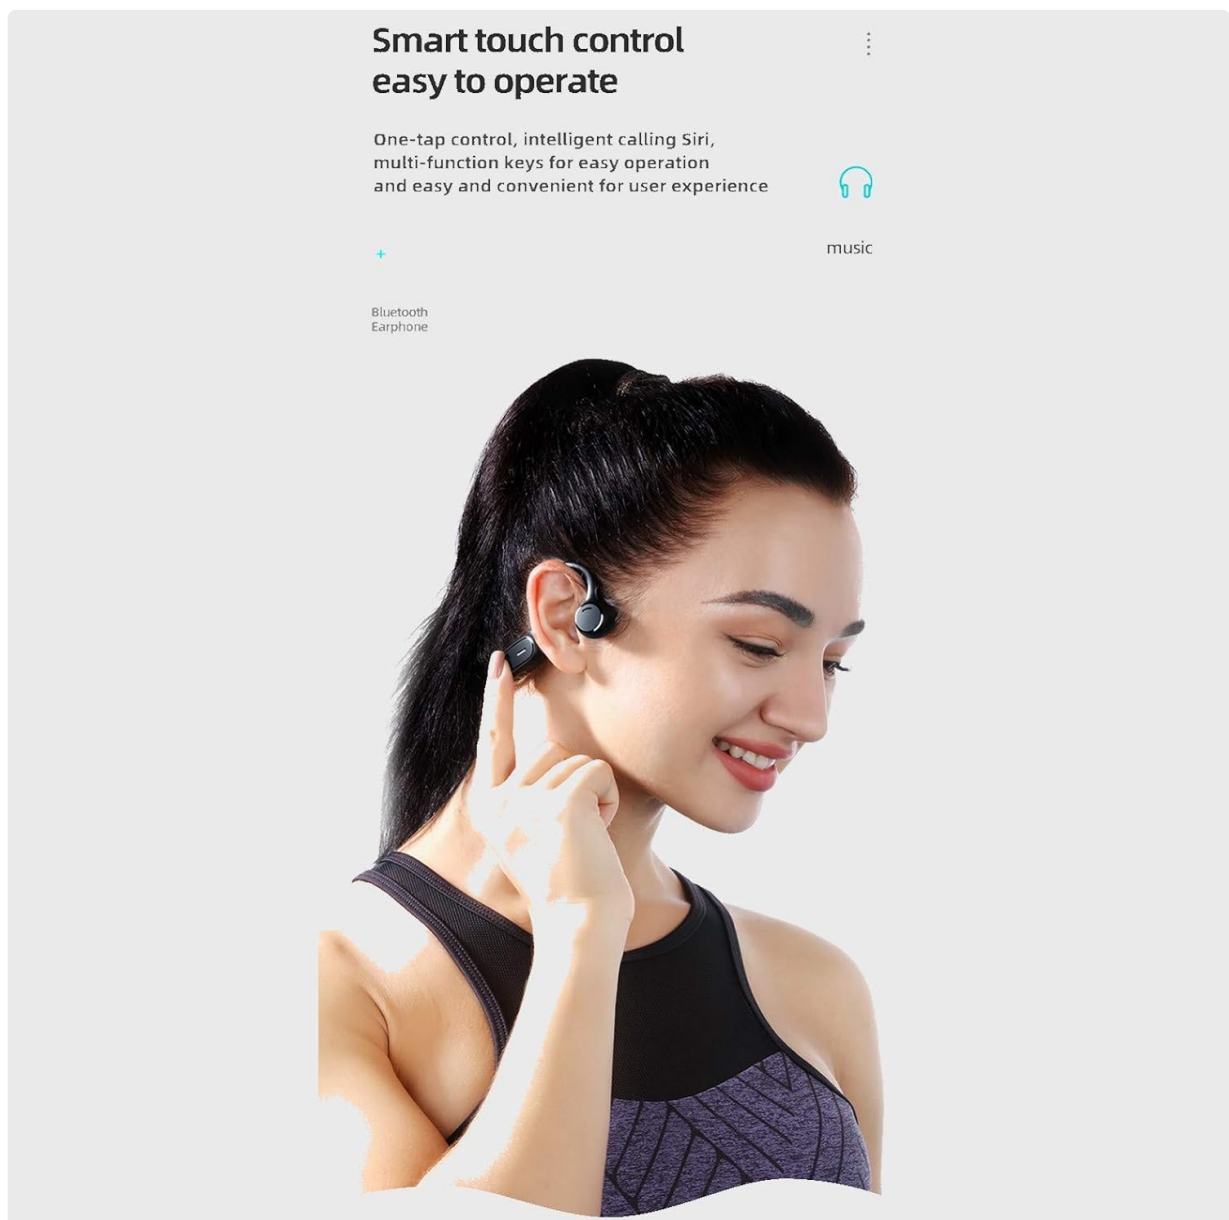 Smart touch control
easy to operate
One-tap control, intelligent calling Siri,
multi-function keys for easy operation
and easy and convenient for user experience
music
Bluetooth
Earphone